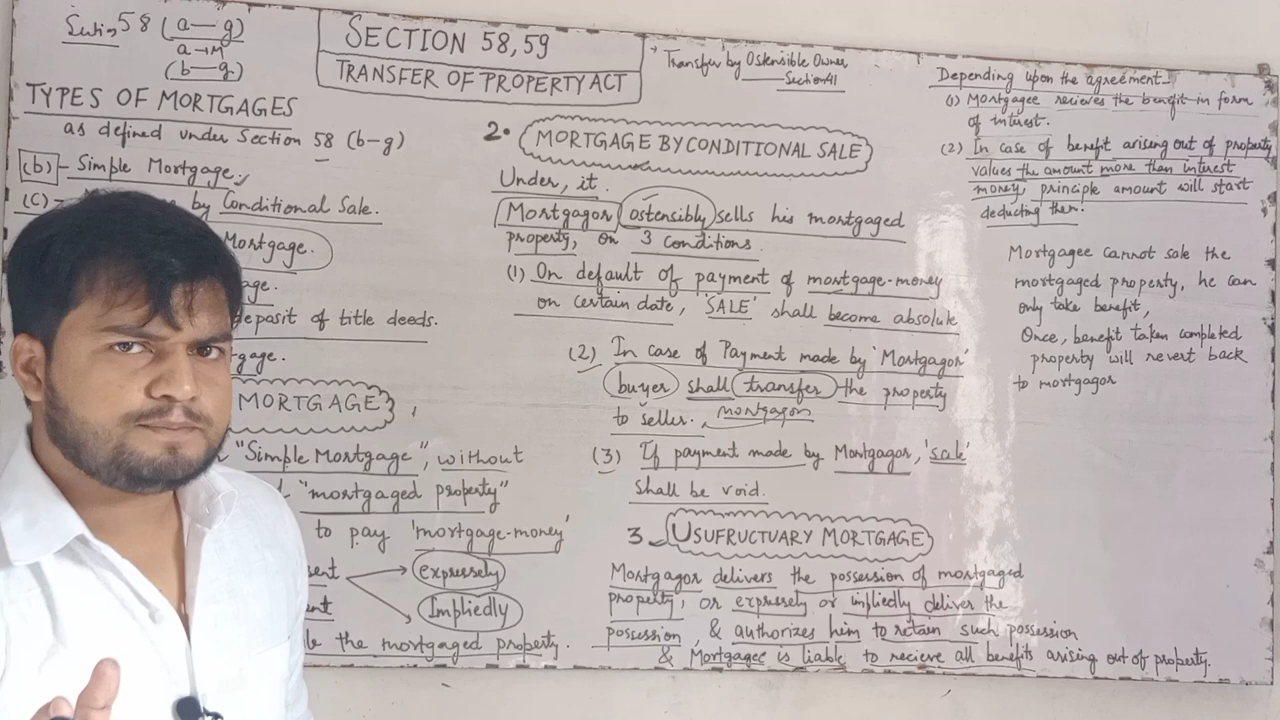 Section 58 (a—g)
a → M
(b—g)
SECTION 58, 59
TRANSFER OF PROPERTY ACT
Transfer by Ostensible Owner
Section 41
TYPES OF MORTGAGES
as defined under Section 58 (b-g)
(b) - Simple Mortgage.
(C) - by Conditional Sale.
Mortgage.
age.
deposit of title deeds.
gage.
MORTGAGE
"Simple Mortgage", without
"mortgaged property"
to pay 'mortgage-money'
expressely
Impliedly
the mortgaged property.
2. MORTGAGE BY CONDITIONAL SALE
Under, it.
Mortgagor ostensibly sells his mortgaged
property, on 3 conditions.
(1) On default of payment of mortgage-money
on certain date, 'SALE' shall become absolute
(2) In case of Payment made by 'Mortgagor'
buyer shall transfer the property
to seller. mortgagor
(3) If payment made by Mortgagor, 'sale'
shall be void.
3. USUFRUCTUARY MORTGAGE
Mortgagor delivers the possession of mortgaged
property, or expressely or impliedly deliver the
possession, & authorizes him to retain such possession
& Mortgagee is liable to recieve all benefits arising out of property.
Depending upon the agreement—
(1) Mortgagee recieves the benefit in form
of interest.
(2) In case of benefit arising out of property
values the amount more than interest
money, principle amount will start
deducting then.
Mortgagee cannot sale the
mortgaged property, he can
only take benefit,
Once, benefit taken completed
property will revert back
to mortgagor